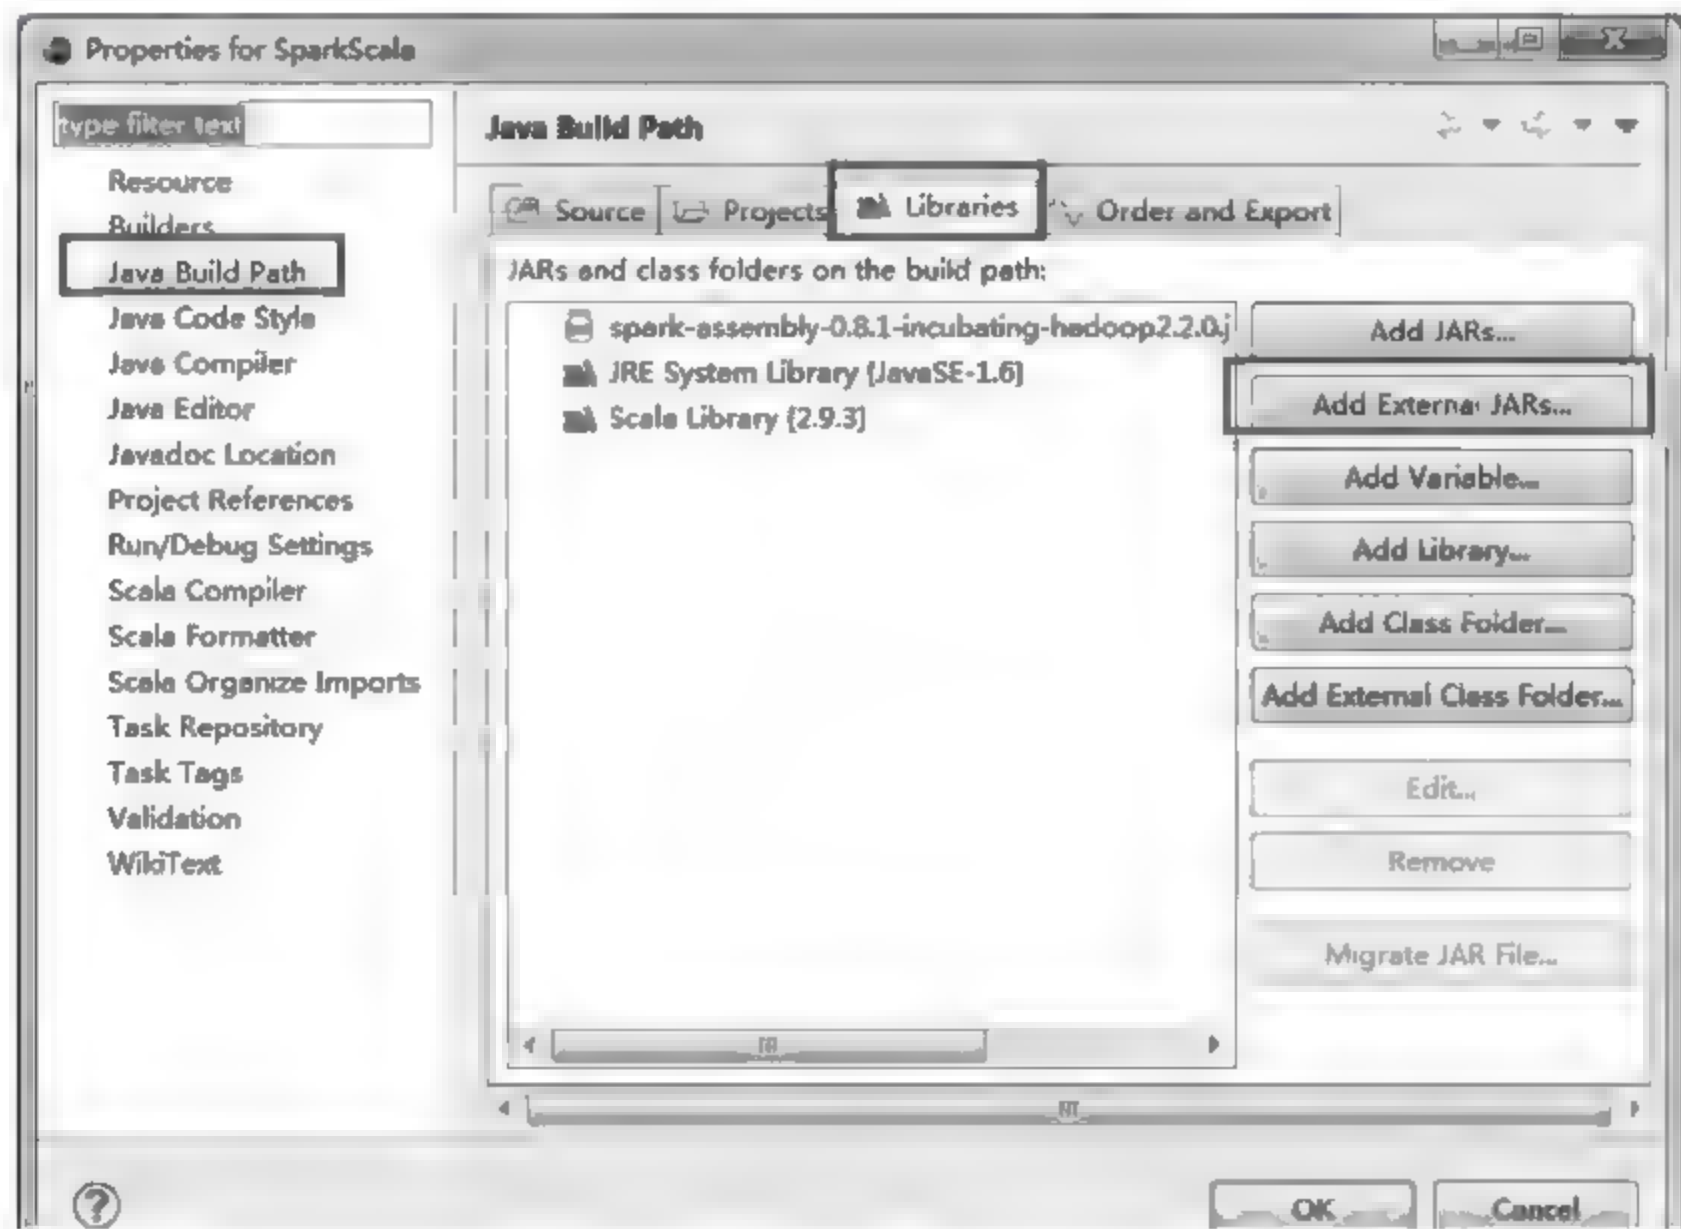 Properties for SparkScala
type filter text
Resource
Builders
Java Build Path
Java Code Style
Java Compiler
Java Editor
Javadoc Location
Project References
Run/Debug Settings
Scala Compiler
Scala Formatter
Scala Organize Imports
Task Repository
Task Tags
Validation
WikiText
Java Build Path
Source Projects Libraries Order and Export
JARs and class folders on the build path:
spark-assembly-0.8.1-incubating-hadoop2.2.0.j
JRE System Library [JavaSE-1.6]
Scala Library [2.9.3]
Add JARs...
Add External JARs...
Add Variable...
Add Library...
Add Class Folder...
Add External Class Folder...
Edit...
Remove
Migrate JAR File...
?
OK
Cancel